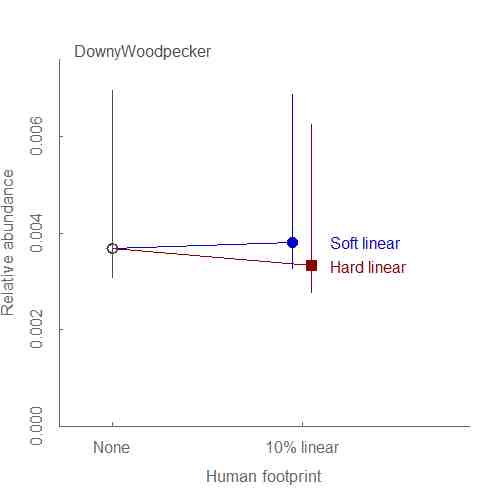 DownyWoodpecker
Relative abundance
0.006
0.004
0.002
0.000
Soft linear
Hard linear
None
10% linear
Human footprint